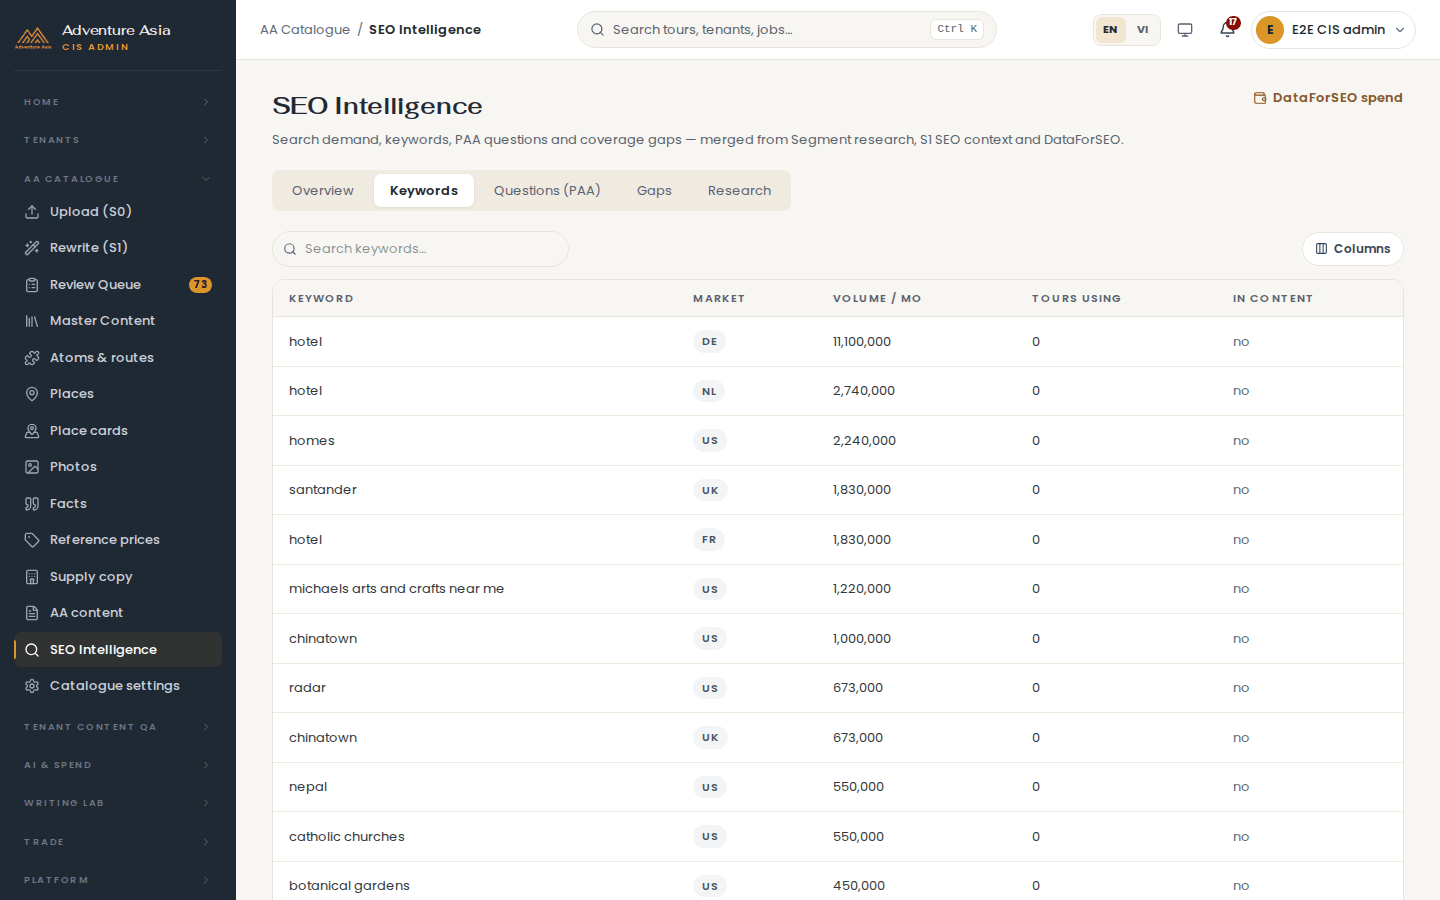 Adventure Asia
CIS ADMIN
Adventure Asia
AA Catalogue / SEO Intelligence
Search tours, tenants, jobs...
Ctrl K
EN
VI
17
E
E2E CIS admin
HOME
TENANTS
AA CATALOGUE
Upload (S0)
Rewrite (S1)
Review Queue
73
Master Content
Atoms & routes
Places
Place cards
Photos
Facts
Reference prices
Supply copy
AA content
SEO Intelligence
Catalogue settings
TENANT CONTENT QA
AI & SPEND
WRITING LAB
TRADE
PLATFORM
SEO Intelligence
DataForSEO spend
Search demand, keywords, PAA questions and coverage gaps — merged from Segment research, S1 SEO context and DataForSEO.
Overview Keywords Questions (PAA) Gaps Research
Search keywords...
Columns
KEYWORD MARKET VOLUME / MO TOURS USING IN CONTENT
hotel DE 11,100,000 0 no
hotel NL 2,740,000 0 no
homes US 2,240,000 0 no
santander UK 1,830,000 0 no
hotel FR 1,830,000 0 no
michaels arts and crafts near me US 1,220,000 0 no
chinatown US 1,000,000 0 no
radar US 673,000 0 no
chinatown UK 673,000 0 no
nepal US 550,000 0 no
catholic churches US 550,000 0 no
botanical gardens US 450,000 0 no